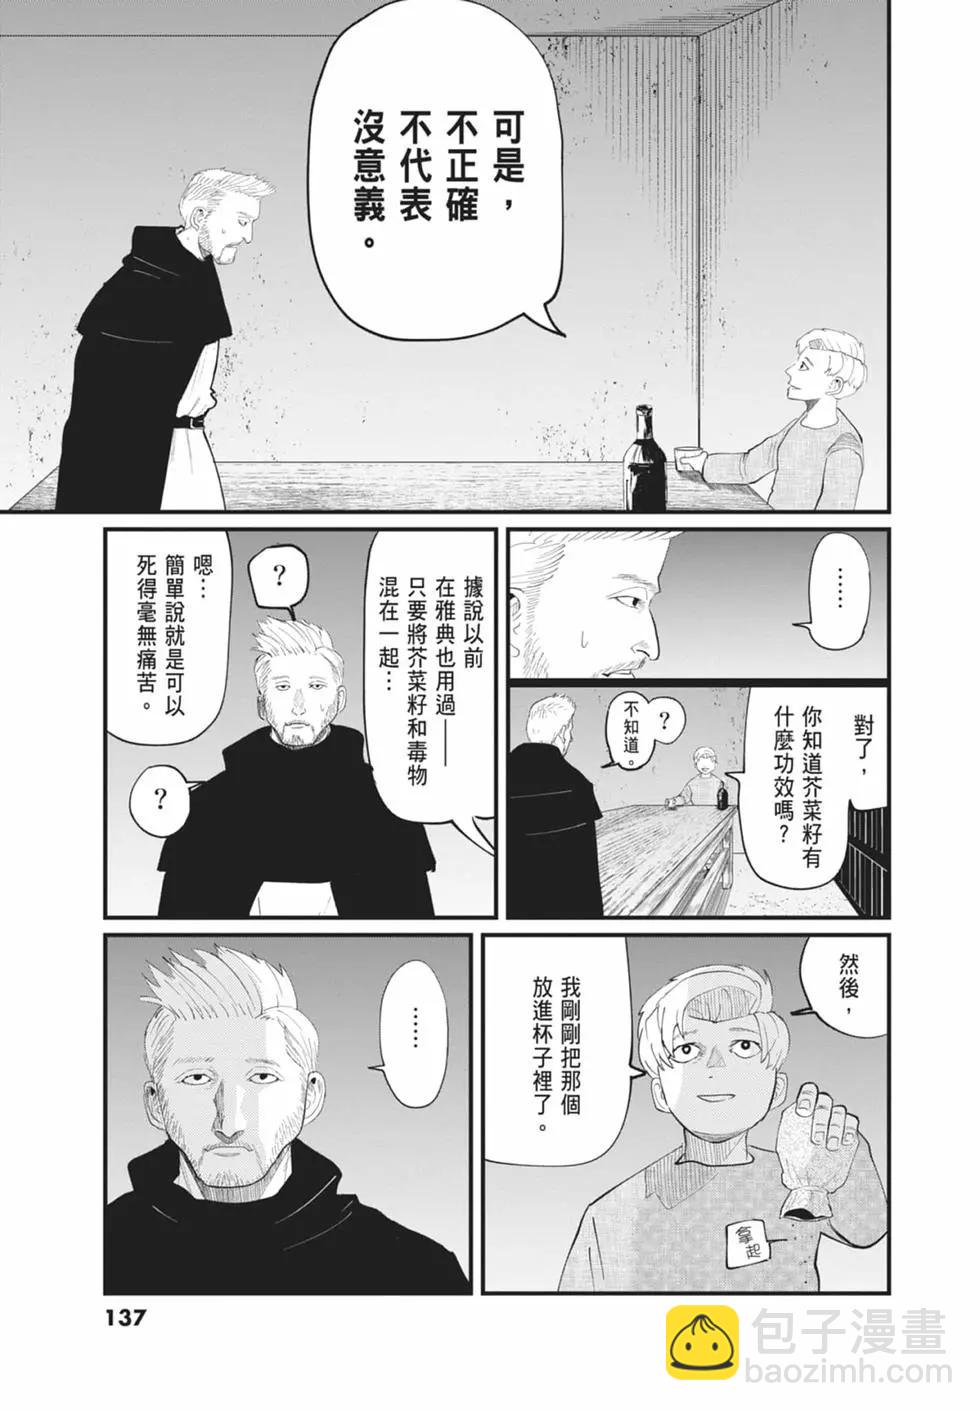 可是，
不正確
不代表
沒意義。
……
對了，
你知道芥菜籽有
什麼功效嗎？
？
不知道。
據說以前
在雅典也用過——
只要將芥菜籽和毒物
混在一起…
？
嗯…
簡單說就是可以
死得毫無痛苦。
？
然後，
我剛剛把那個
放進杯子裡了。
拿起
……
137
包子漫畫
baozimh.com